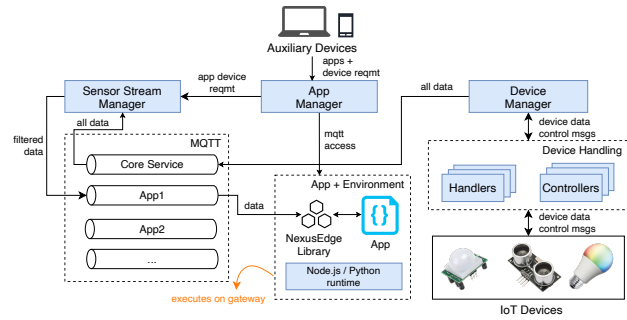 Auxiliary Devices
apps +
device reqmt
Sensor Stream
Manager
app device
reqmt
App
Manager
all data
Device
Manager
filtered
data
all data
MQTT
mqtt
access
device data
control msgs
Device Handling
Core Service
App1
App2
...
data
App + Environment
NexusEdge
Library
{}
App
Node.js / Python
runtime
Handlers
Controllers
device data
control msgs
executes on gateway
IoT Devices